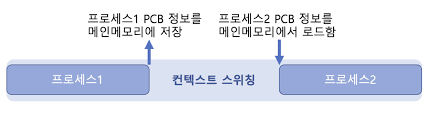 프로세스1 PCB 정보를
메인메모리에 저장
프로세스2 PCB 정보를
메인메모리에서 로드함
프로세스1
컨텍스트 스위칭
프로세스2